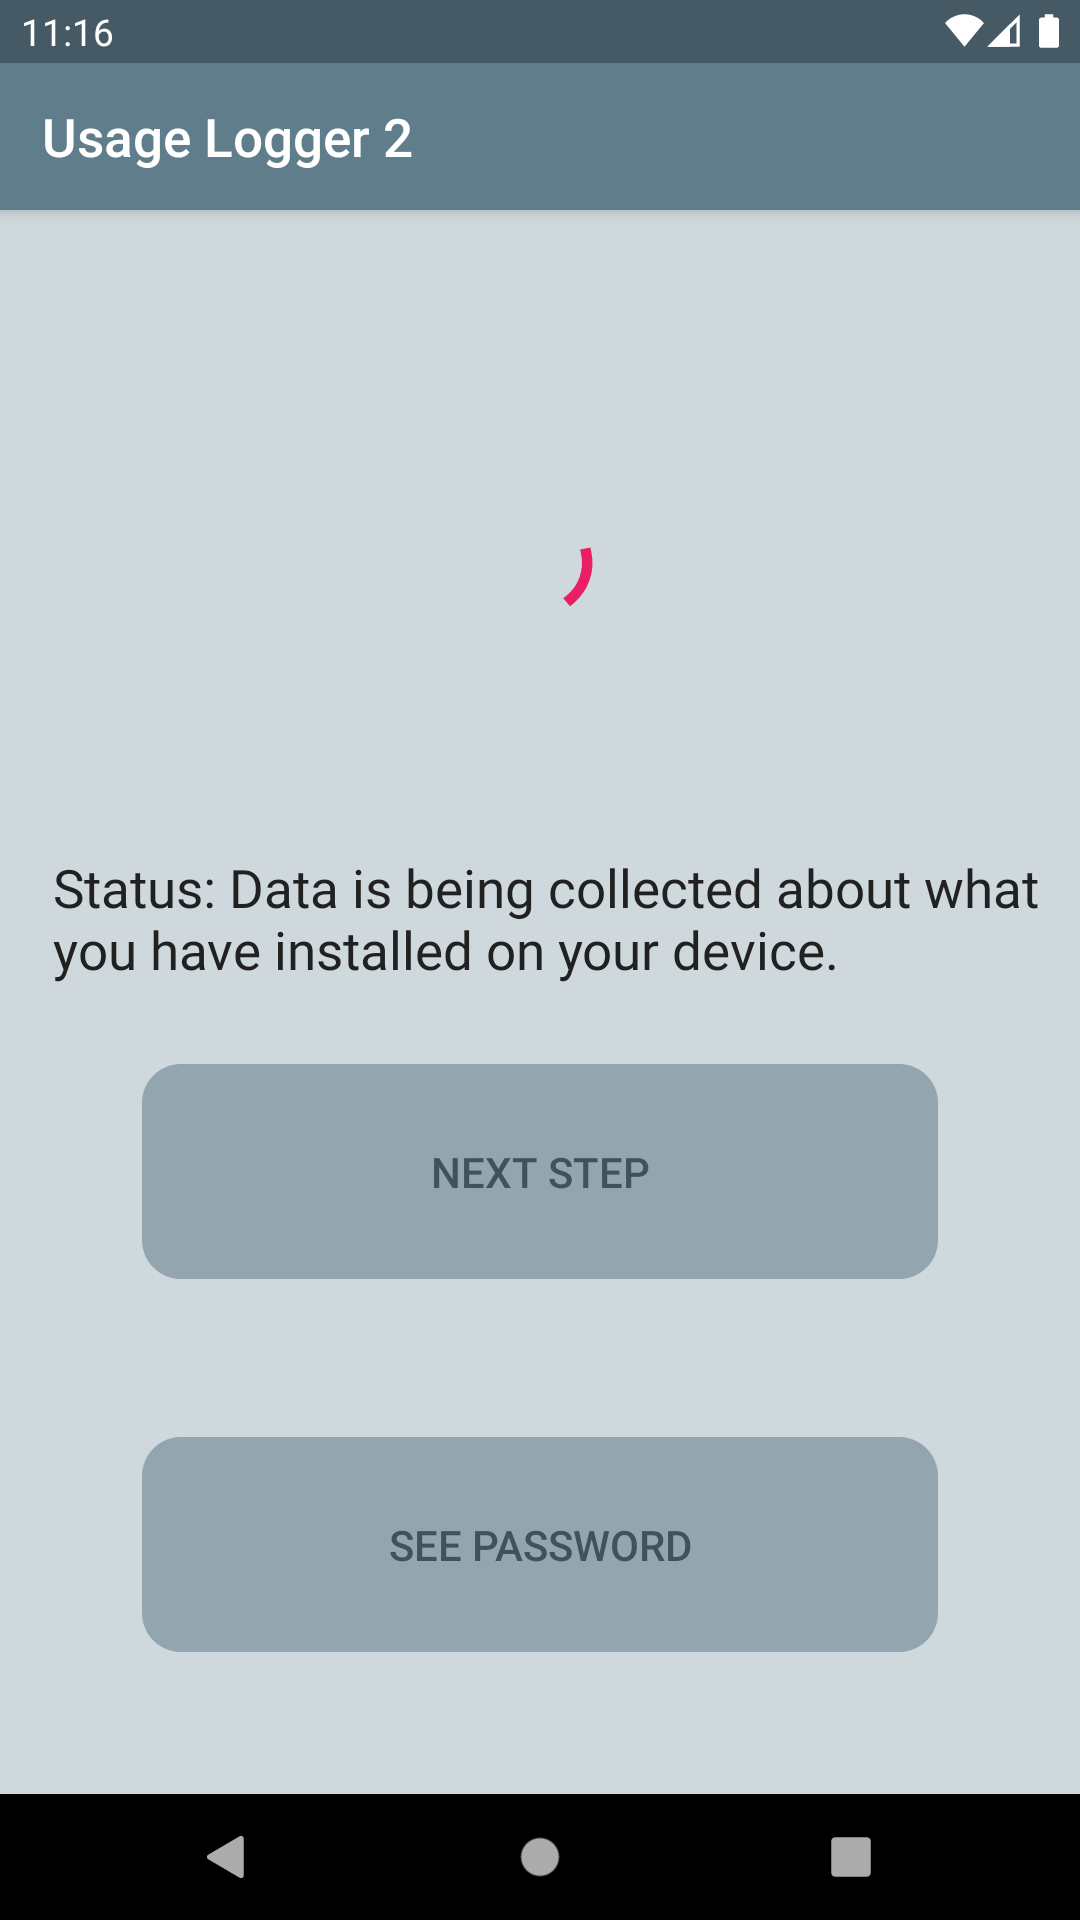 11:16
Usage Logger 2
Status: Data is being collected about what
you have installed on your device.
NEXT STEP
SEE PASSWORD